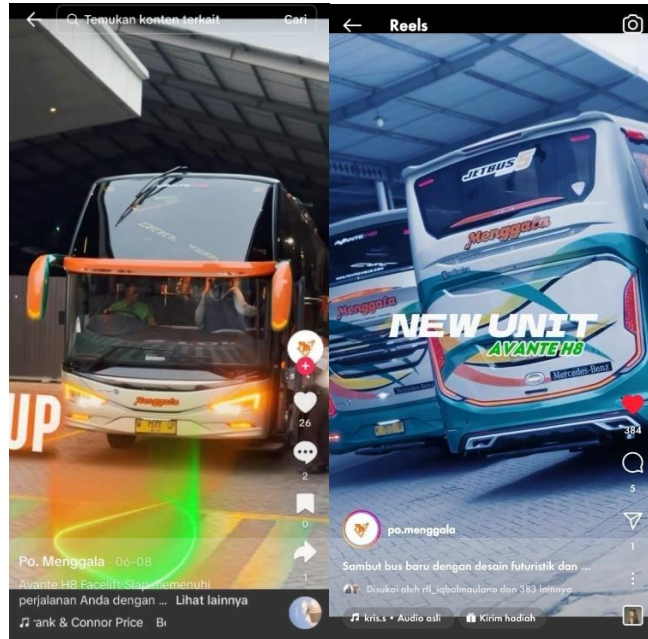 Temukan konten terkait
Cari
AVANTE H8
Menggala
UP
26
2
0
1
Po. Menggala · 06-08
Avante H8 Facelift Siap memenuhi
perjalanan Anda dengan ... Lihat lainnya
rank & Connor Price
Reels
JETBUS 5
Menggala
AVANTE H8
Menggala
NEW UNIT
AVANTE H8
Mercedes-Benz
384
5
1
po.menggala
Sambut bus baru dengan desain futuristik dan ...
Disukai oleh rfl_iqbalmaulana dan 383 lainnya
kris.s • Audio asli
Kirim hadiah